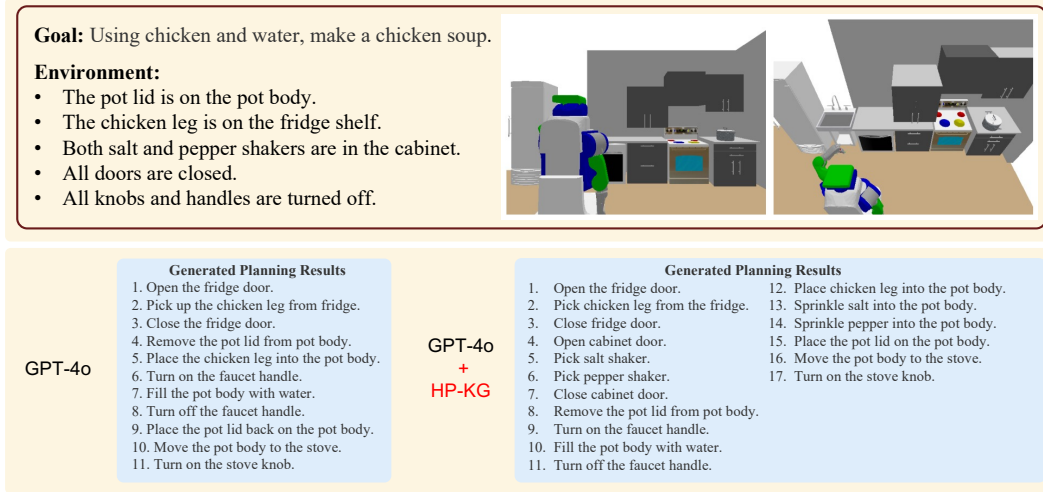 Goal: Using chicken and water, make a chicken soup.
Environment:
• The pot lid is on the pot body.
• The chicken leg is on the fridge shelf.
• Both salt and pepper shakers are in the cabinet.
• All doors are closed.
• All knobs and handles are turned off.
GPT-4o
Generated Planning Results
1. Open the fridge door.
2. Pick up the chicken leg from fridge.
3. Close the fridge door.
4. Remove the pot lid from pot body.
5. Place the chicken leg into the pot body.
6. Turn on the faucet handle.
7. Fill the pot body with water.
8. Turn off the faucet handle.
9. Place the pot lid back on the pot body.
10. Move the pot body to the stove.
11. Turn on the stove knob.
GPT-4o
+
HP-KG
Generated Planning Results
1. Open the fridge door.
2. Pick chicken leg from the fridge.
3. Close fridge door.
4. Open cabinet door.
5. Pick salt shaker.
6. Pick pepper shaker.
7. Close cabinet door.
8. Remove the pot lid from pot body.
9. Turn on the faucet handle.
10. Fill the pot body with water.
11. Turn off the faucet handle.
12. Place chicken leg into the pot body.
13. Sprinkle salt into the pot body.
14. Sprinkle pepper into the pot body.
15. Place the pot lid on the pot body.
16. Move the pot body to the stove.
17. Turn on the stove knob.